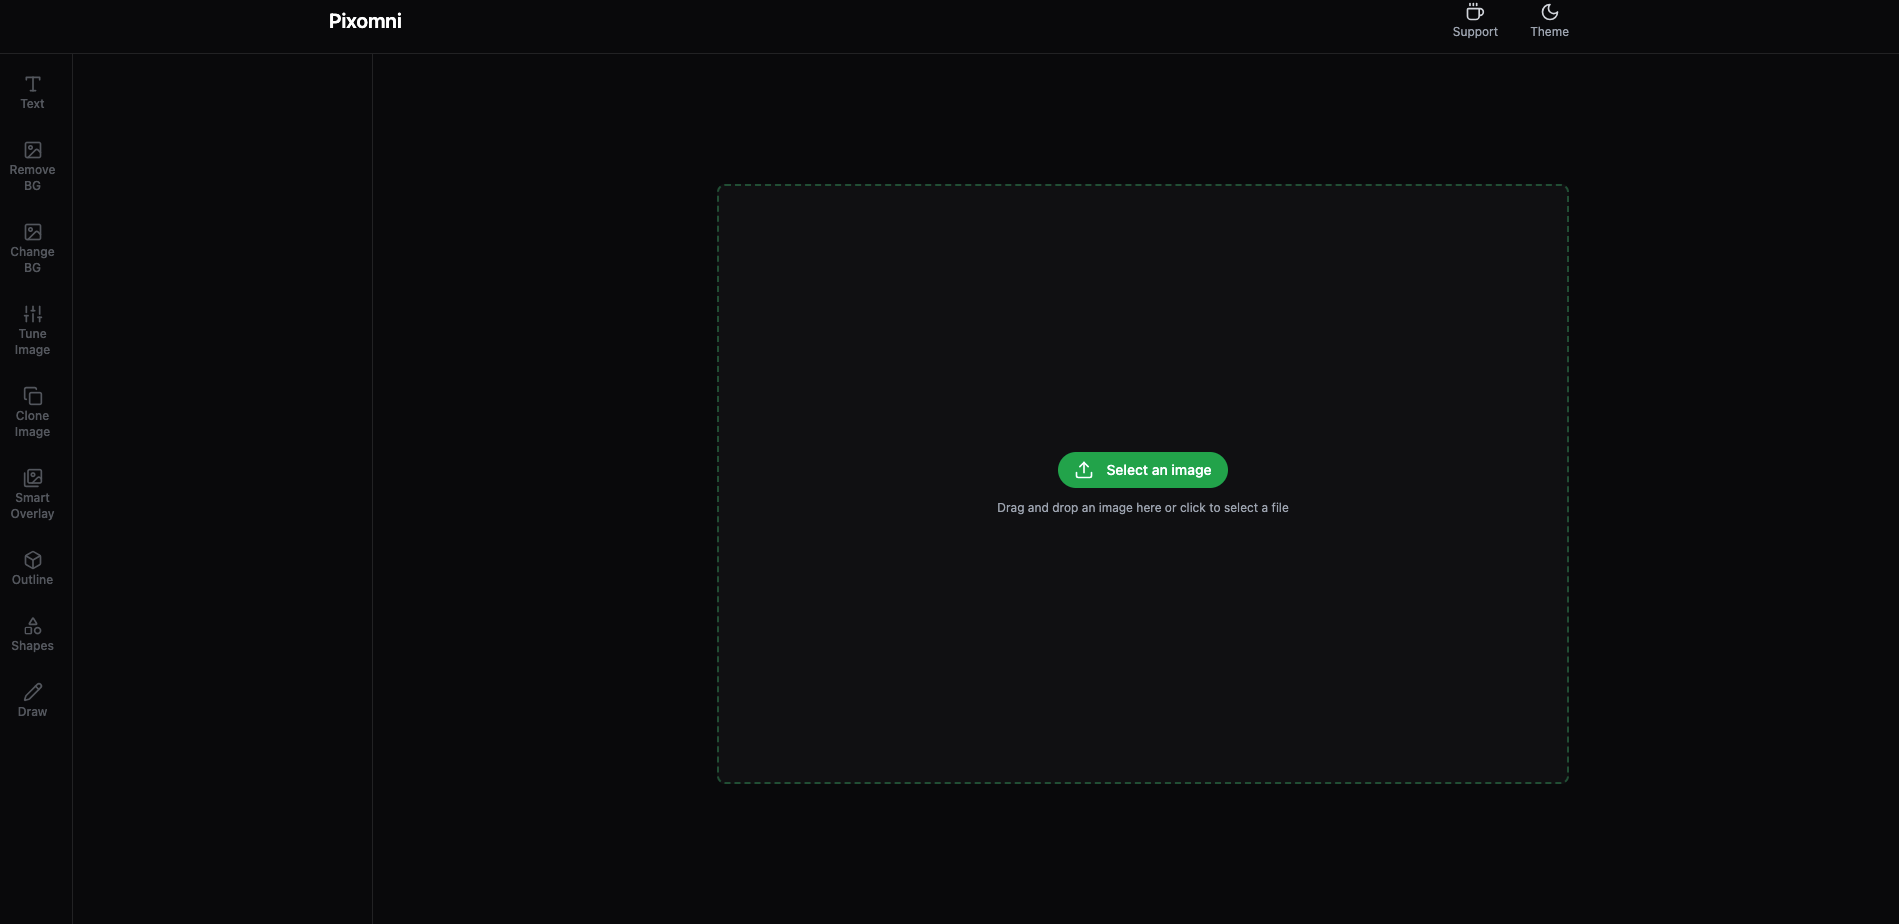 Pixomni
Support
Theme
Text
Remove
BG
Change
BG
Tune
Image
Clone
Image
Smart
Overlay
Outline
Shapes
Draw
Select an image
Drag and drop an image here or click to select a file